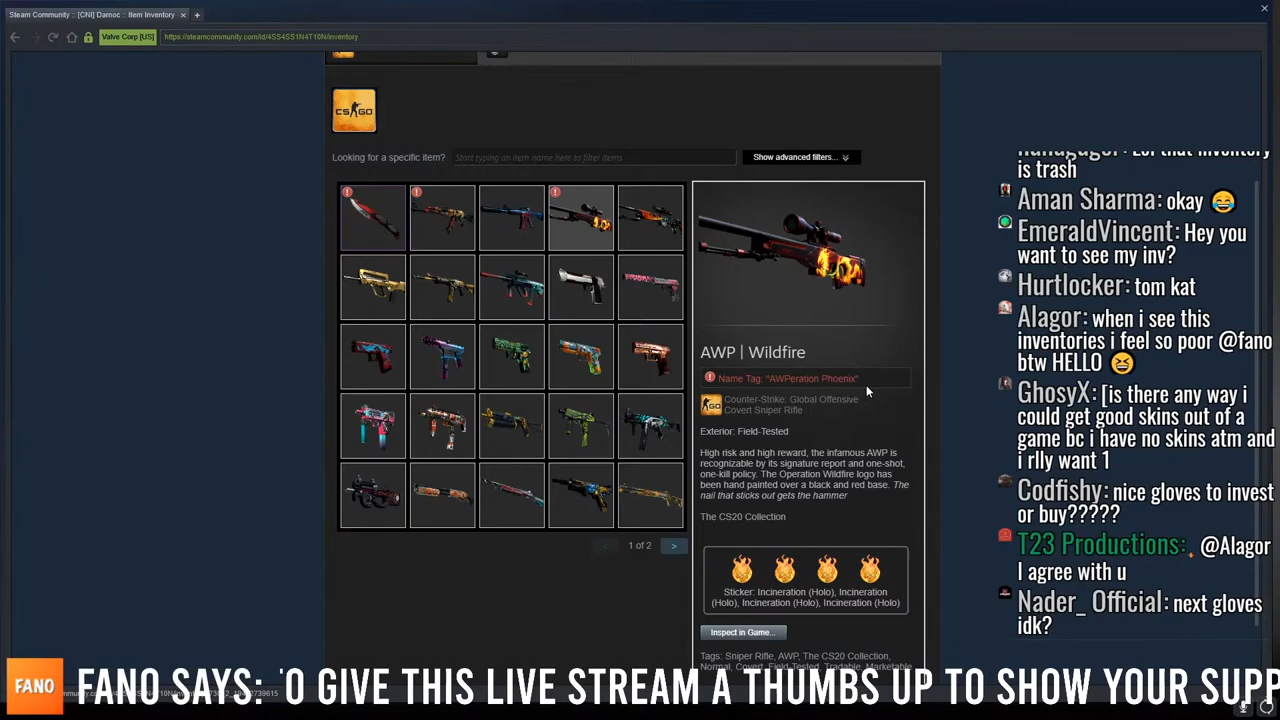 Steam Community :: [CNI] Darnoc :: Item Inventory
Valve Corp [US]
https://steamcommunity.com/id/4SS4SS1N4T10N/inventory
CS GO
Looking for a specific item?
Start typing an item name here to filter items
Show advanced filters...
AWP | Wildfire
Name Tag: "AWPeration Phoenix"
Counter-Strike: Global Offensive
Covert Sniper Rifle
Exterior: Field-Tested
High risk and high reward, the infamous AWP is
recognizable by its signature report and one-shot,
one-kill policy. The Operation Wildfire logo has
been hand painted over a black and red base. The
nail that sticks out gets the hammer
The CS20 Collection
Sticker: Incineration (Holo), Incineration
(Holo), Incineration (Holo), Incineration (Holo)
Inspect in Game...
Tags: Sniper Rifle, AWP, The CS20 Collection,
Normal, Covert, Field-Tested, Tradable, Marketable
1 of 2
is trash
Aman Sharma: okay 😂
EmeraldVincent: Hey you
want to see my inv?
Hurtlocker: tom kat
Alagor: when i see this
inventories i feel so poor @fano
btw HELLO 😆
GhosyX: [is there any way i
could get good skins out of a
game bc i have no skins atm and
i rlly want 1
Codfishy: nice gloves to invest
or buy?????
T23 Productions: @Alagor
I agree with u
Nader_ Official: next gloves
idk?
FANO
FANO SAYS: 'O GIVE THIS LIVE STREAM A THUMBS UP TO SHOW YOUR SUPP